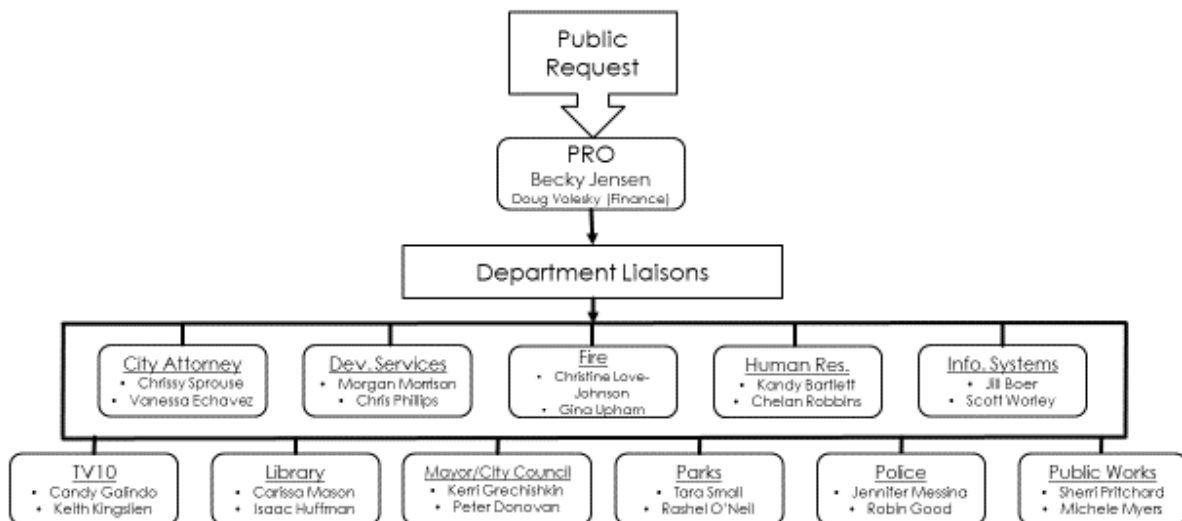 Public
Request
PRO
Becky Jensen
Doug Volesky (Finance)
Department Liaisons
City Attorney
• Chrissy Sprouse
• Vanessa Echavez
Dev. Services
• Morgan Morrison
• Chris Phillips
Fire
• Christine Love-
Johnson
• Gina Upham
Human Res.
• Kandy Bartlett
• Chelan Robbins
Info. Systems
• Jill Boer
• Scott Worley
TV10
• Candy Galindo
• Keith Kingslien
Library
• Carissa Mason
• Isaac Huffman
Mayor/City Council
• Kerri Grechishkin
• Peter Donovan
Parks
• Tara Small
• Rashel O'Neil
Police
• Jennifer Messina
• Robin Good
Public Works
• Sherri Pritchard
• Michele Myers